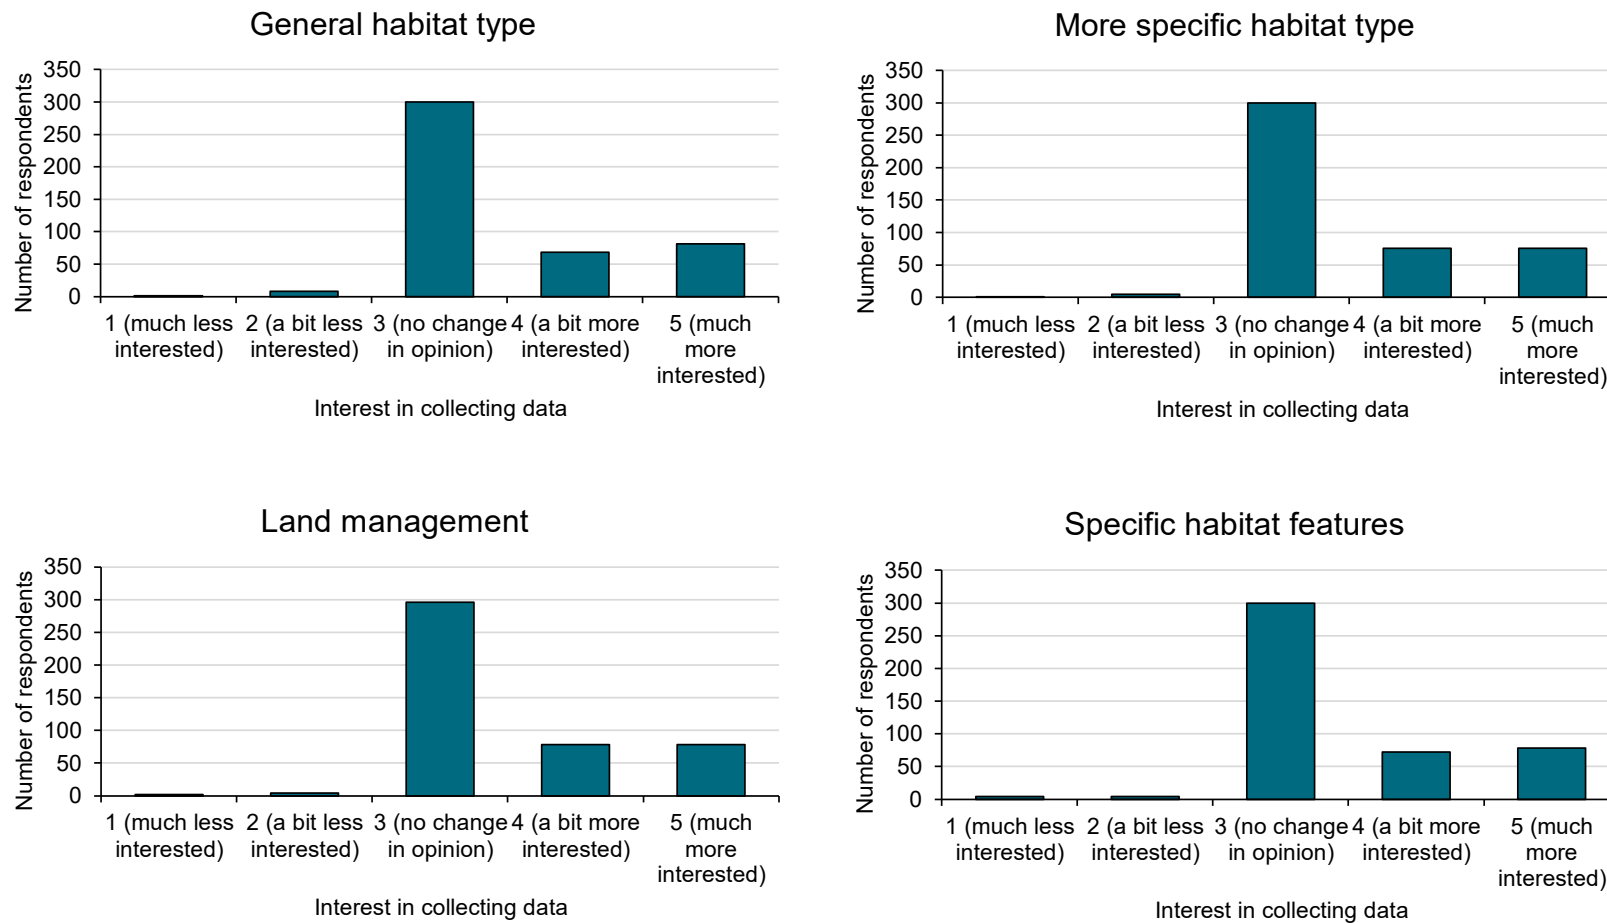 General habitat type
Number of respondents
350
300
250
200
150
100
50
0
1 (much less 2 (a bit less 3 (no change 4 (a bit more 5 (much
interested) interested) in opinion) interested) more
interested)
Interest in collecting data
More specific habitat type
Number of respondents
350
300
250
200
150
100
50
0
1 (much less 2 (a bit less 3 (no change 4 (a bit more 5 (much
interested) interested) in opinion) interested) more
interested)
Interest in collecting data
Land management
Number of respondents
350
300
250
200
150
100
50
0
1 (much less 2 (a bit less 3 (no change 4 (a bit more 5 (much
interested) interested) in opinion) interested) more
interested)
Interest in collecting data
Specific habitat features
Number of respondents
350
300
250
200
150
100
50
0
1 (much less 2 (a bit less 3 (no change 4 (a bit more 5 (much
interested) interested) in opinion) interested) more
interested)
Interest in collecting data